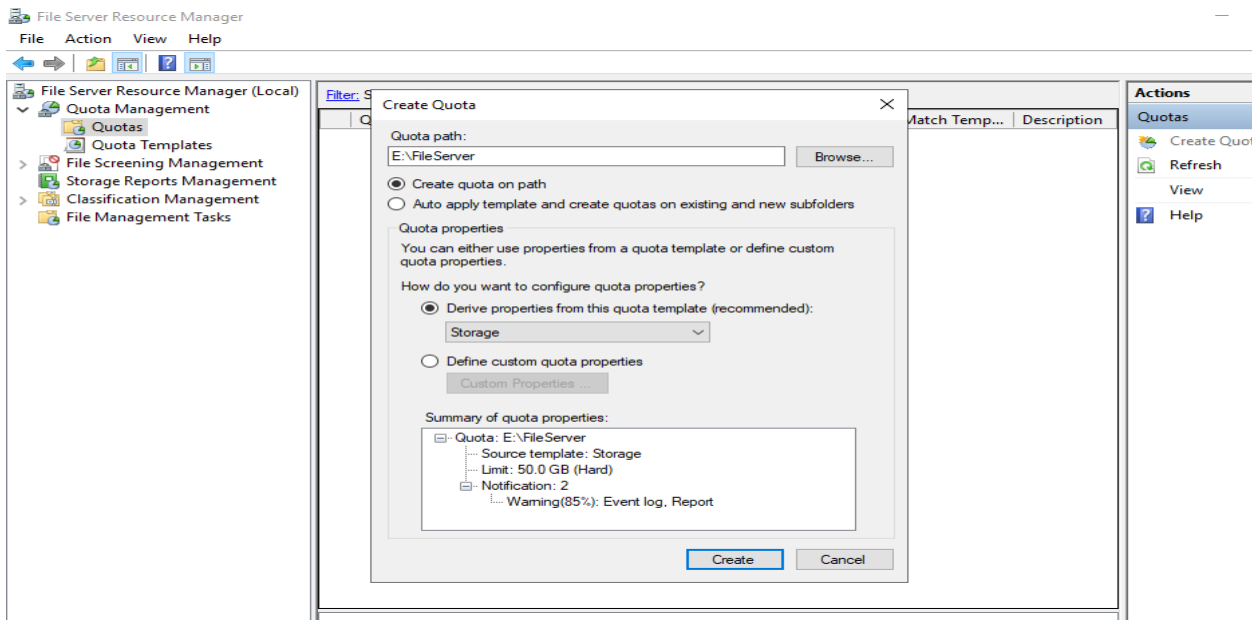 File Server Resource Manager
File Action View Help
File Server Resource Manager (Local)
Quota Management
Quotas
Quota Templates
File Screening Management
Storage Reports Management
Classification Management
File Management Tasks
Filter: S
Q
Match Temp... Description
Create Quota
Quota path:
E:\FileServer
Browse...
Create quota on path
Auto apply template and create quotas on existing and new subfolders
Quota properties
You can either use properties from a quota template or define custom
quota properties.
How do you want to configure quota properties?
Derive properties from this quota template (recommended):
Storage
Define custom quota properties
Custom Properties ...
Summary of quota properties:
Quota: E:\FileServer
Source template: Storage
Limit: 50.0 GB (Hard)
Notification: 2
Warning(85%): Event log, Report
Create Cancel
Actions
Quotas
Create Quot
Refresh
View
Help